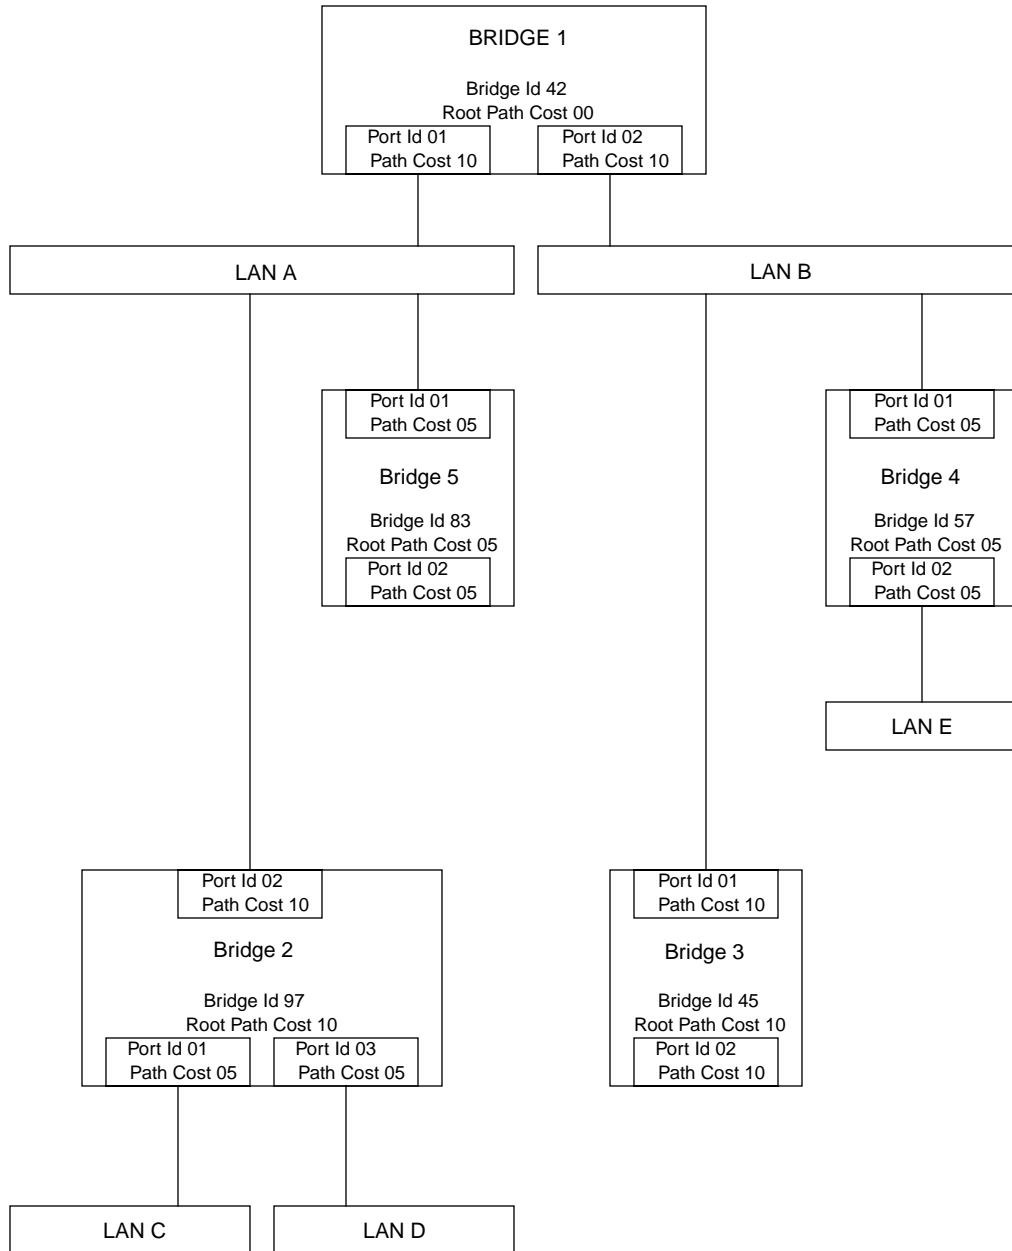 BRIDGE 1
Bridge Id 42
Root Path Cost 00
Port Id 01
Path Cost 10
Port Id 02
Path Cost 10
LAN A
LAN B
Port Id 01
Path Cost 05
Bridge 5
Bridge Id 83
Root Path Cost 05
Port Id 02
Path Cost 05
Port Id 01
Path Cost 05
Bridge 4
Bridge Id 57
Root Path Cost 05
Port Id 02
Path Cost 05
LAN E
Port Id 02
Path Cost 10
Bridge 2
Bridge Id 97
Root Path Cost 10
Port Id 01
Path Cost 05
Port Id 03
Path Cost 05
Port Id 01
Path Cost 10
Bridge 3
Bridge Id 45
Root Path Cost 10
Port Id 02
Path Cost 10
LAN C
LAN D